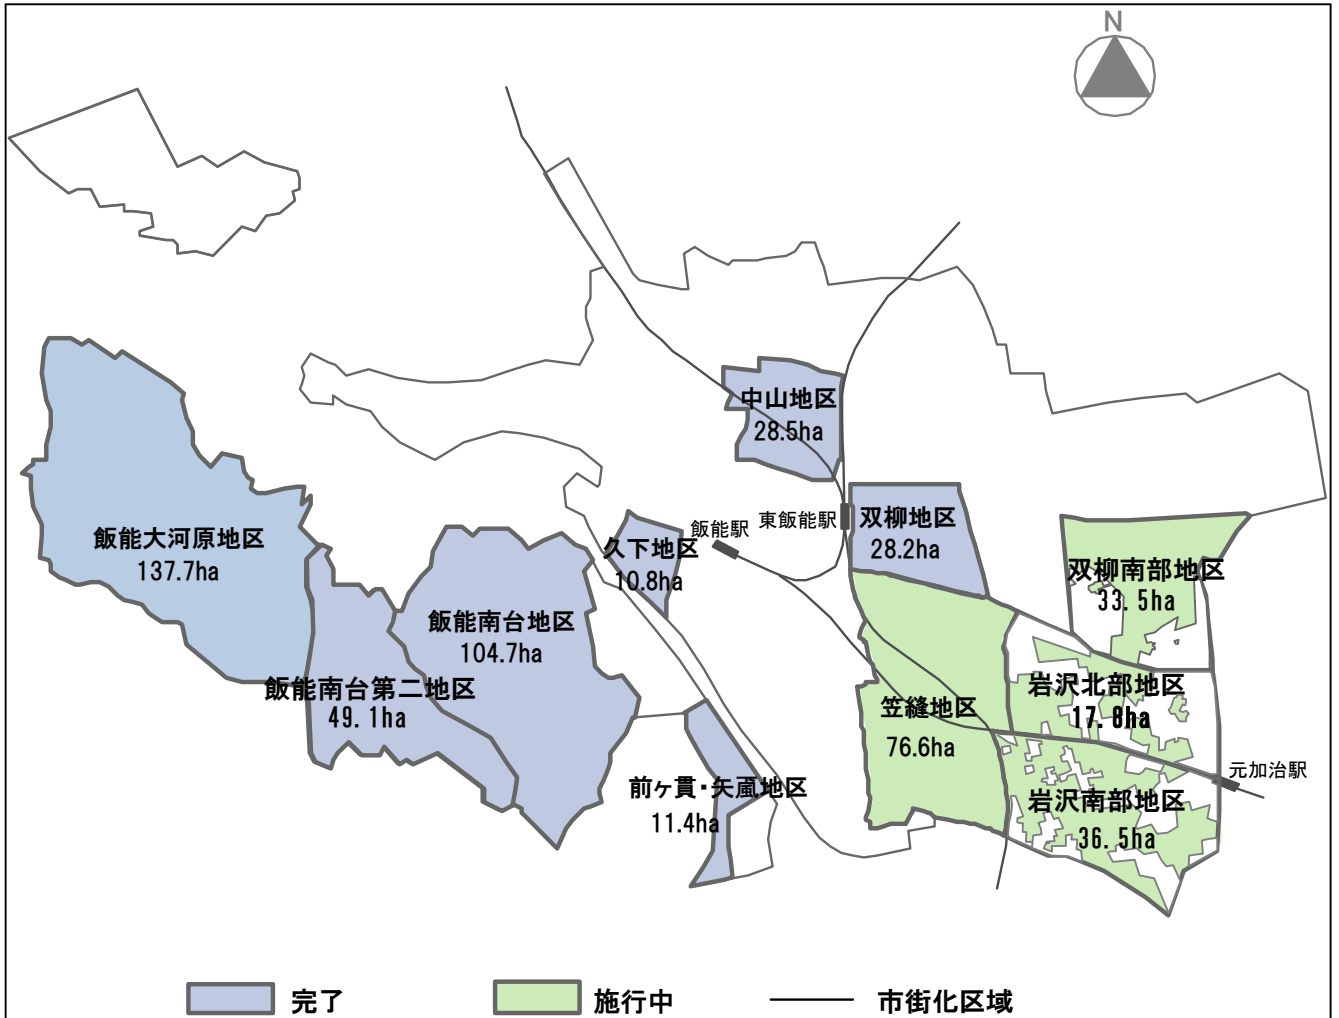 N
中山地区
28.5ha
東飯能駅
双柳地区
28.2ha
飯能駅
久下地区
10.8ha
飯能大河原地区
137.7ha
双柳南部地区
33.5ha
飯能南台地区
104.7ha
飯能南台第二地区
49.1ha
岩沢北部地区
17.8ha
笠縫地区
76.6ha
元加治駅
前ヶ貫・矢颪地区
11.4ha
岩沢南部地区
36.5ha
完了
施行中
市街化区域